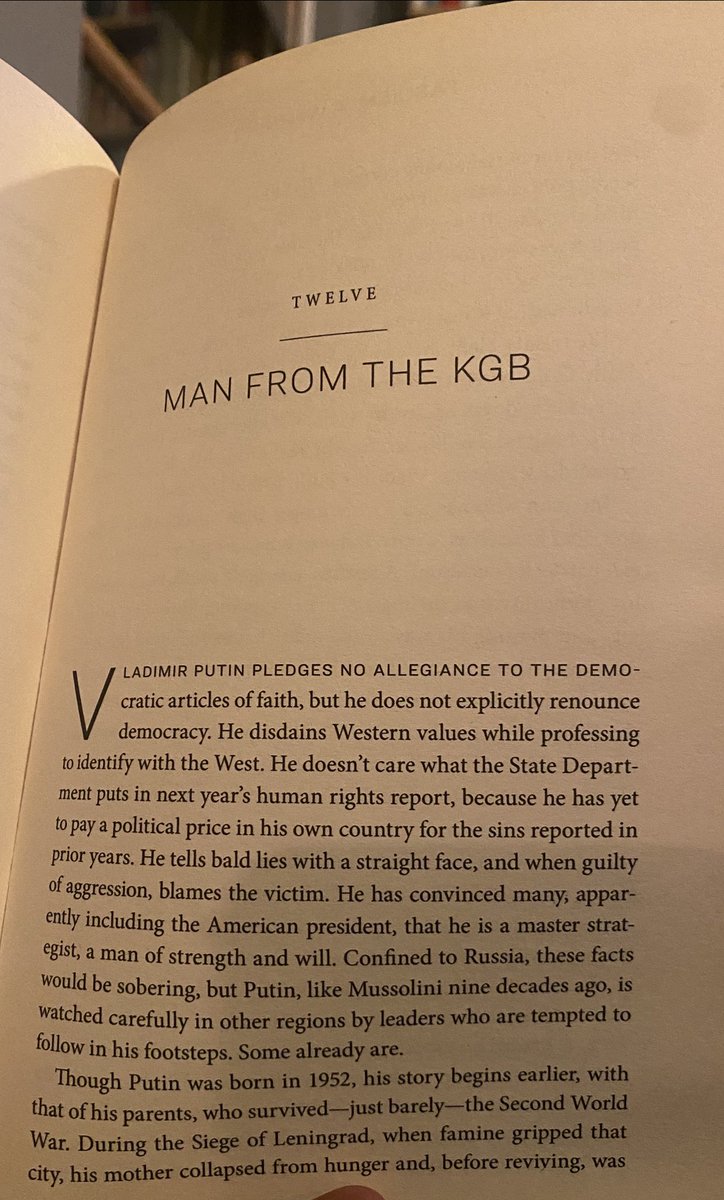 TWELVE
MAN FROM THE KGB
VLADIMIR PUTIN PLEDGES NO ALLEGIANCE TO THE DEMO-
cratic articles of faith, but he does not explicitly renounce
democracy. He disdains Western values while professing
to identify with the West. He doesn't care what the State Depart-
ment puts in next year's human rights report, because he has yet
to pay a political price in his own country for the sins reported in
prior years. He tells bald lies with a straight face, and when guilty
of aggression, blames the victim. He has convinced many, appar-
ently including the American president, that he is a master strat-
egist, a man of strength and will. Confined to Russia, these facts
would be sobering, but Putin, like Mussolini nine decades ago, is
watched carefully in other regions by leaders who are tempted to
follow in his footsteps. Some already are.
Though Putin was born in 1952, his story begins earlier, with
that of his parents, who survived—just barely—the Second World
War. During the Siege of Leningrad, when famine gripped that
city, his mother collapsed from hunger and, before reviving, was